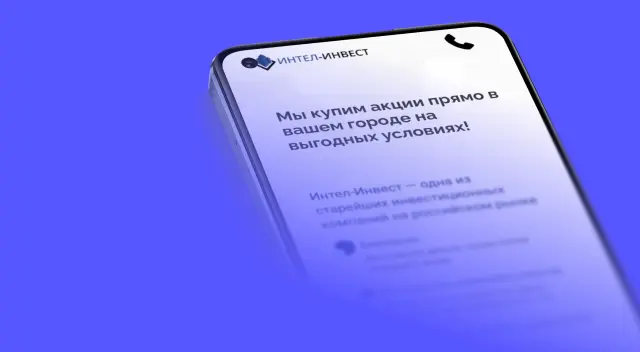 ИНТЕЛ-ИНВЕСТ
Мы купим акции прямо в
вашем городе на
выгодных условиях!
Интел-Инвест — одна из
старейших инвестиционных
компаний на российском рынке